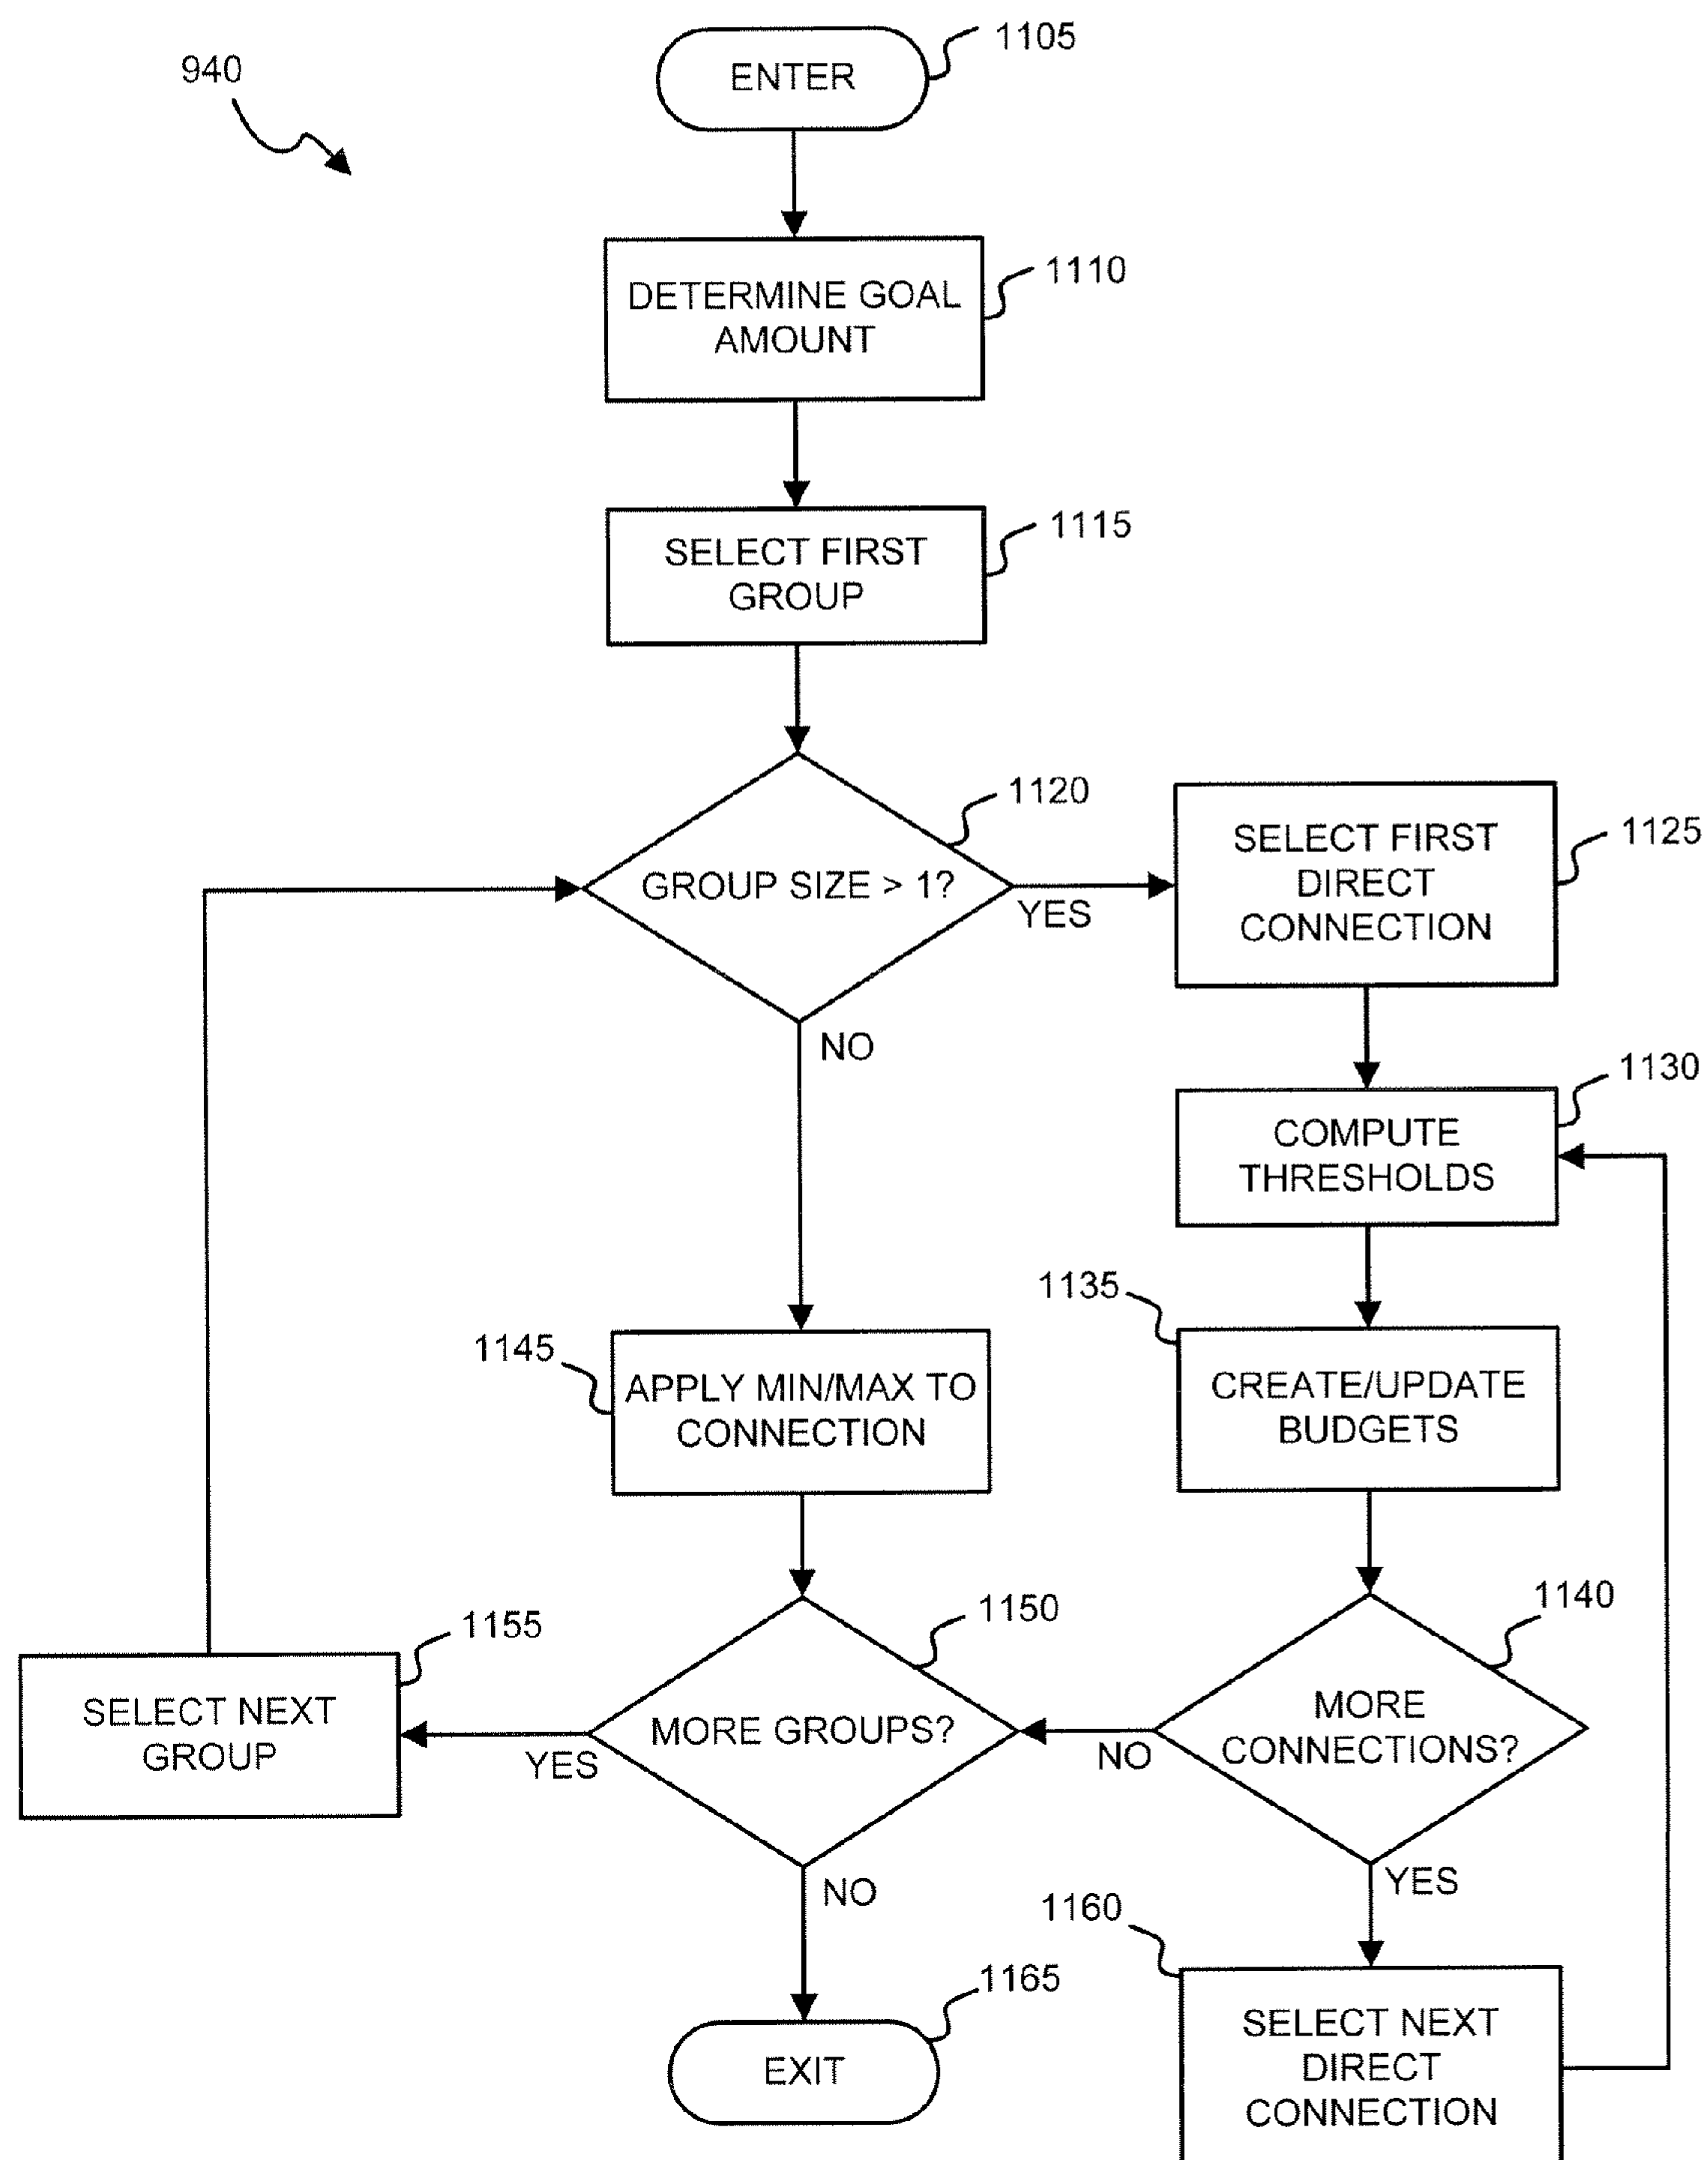 940
ENTER
1105
DETERMINE GOAL
AMOUNT
1110
SELECT FIRST
GROUP
1115
GROUP SIZE > 1?
1120
YES
NO
SELECT FIRST
DIRECT
CONNECTION
1125
COMPUTE
THRESHOLDS
1130
1135
CREATE/UPDATE
BUDGETS
1145
APPLY MIN/MAX TO
CONNECTION
MORE
CONNECTIONS?
1140
NO
YES
MORE GROUPS?
1150
YES
NO
1155
SELECT NEXT
GROUP
1160
SELECT NEXT
DIRECT
CONNECTION
EXIT
1165